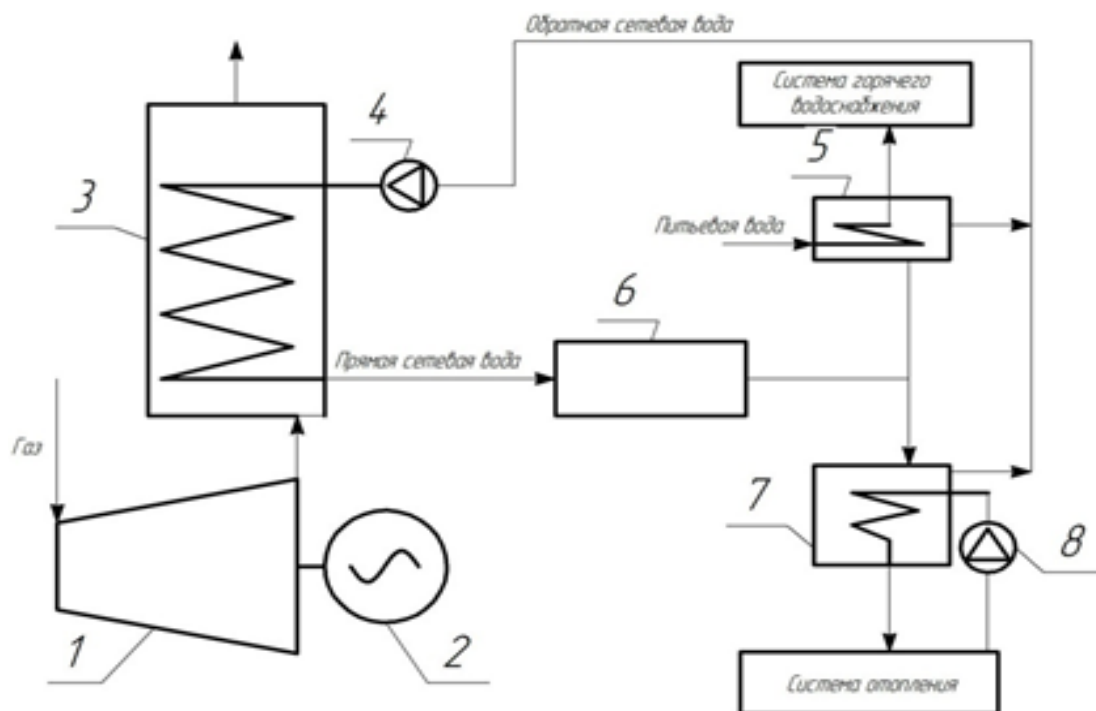 Обратная сетевая вода
Система горячего
водоснабжения
4
5
3
Питьевая вода
6
Прямая сетевая вода
Газ
7
8
1
2
Система отопления